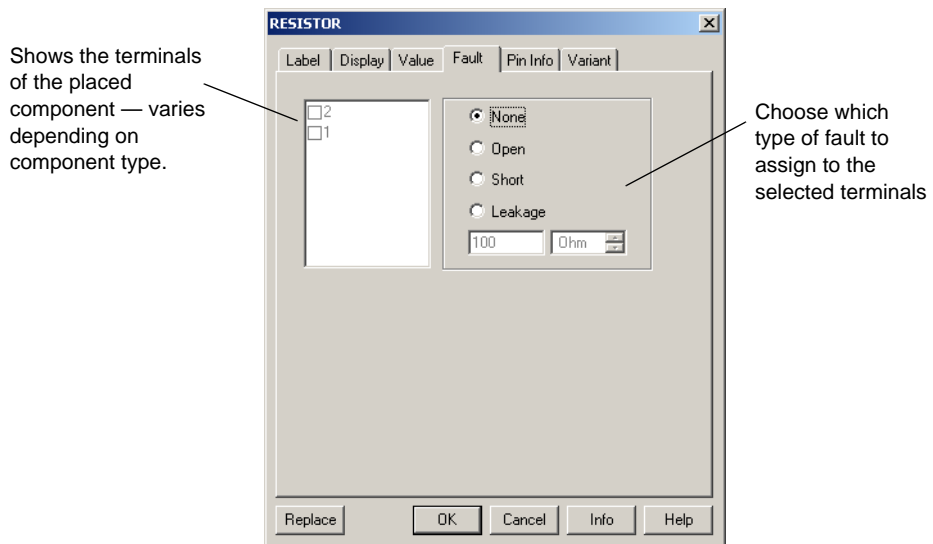 RESISTOR
Shows the terminals
of the placed
component — varies
depending on
component type.
Label Display Value Fault Pin Info Variant
2
1
None
Open
Short
Leakage
100 Ohm
Choose which
type of fault to
assign to the
selected terminals
Replace OK Cancel Info Help